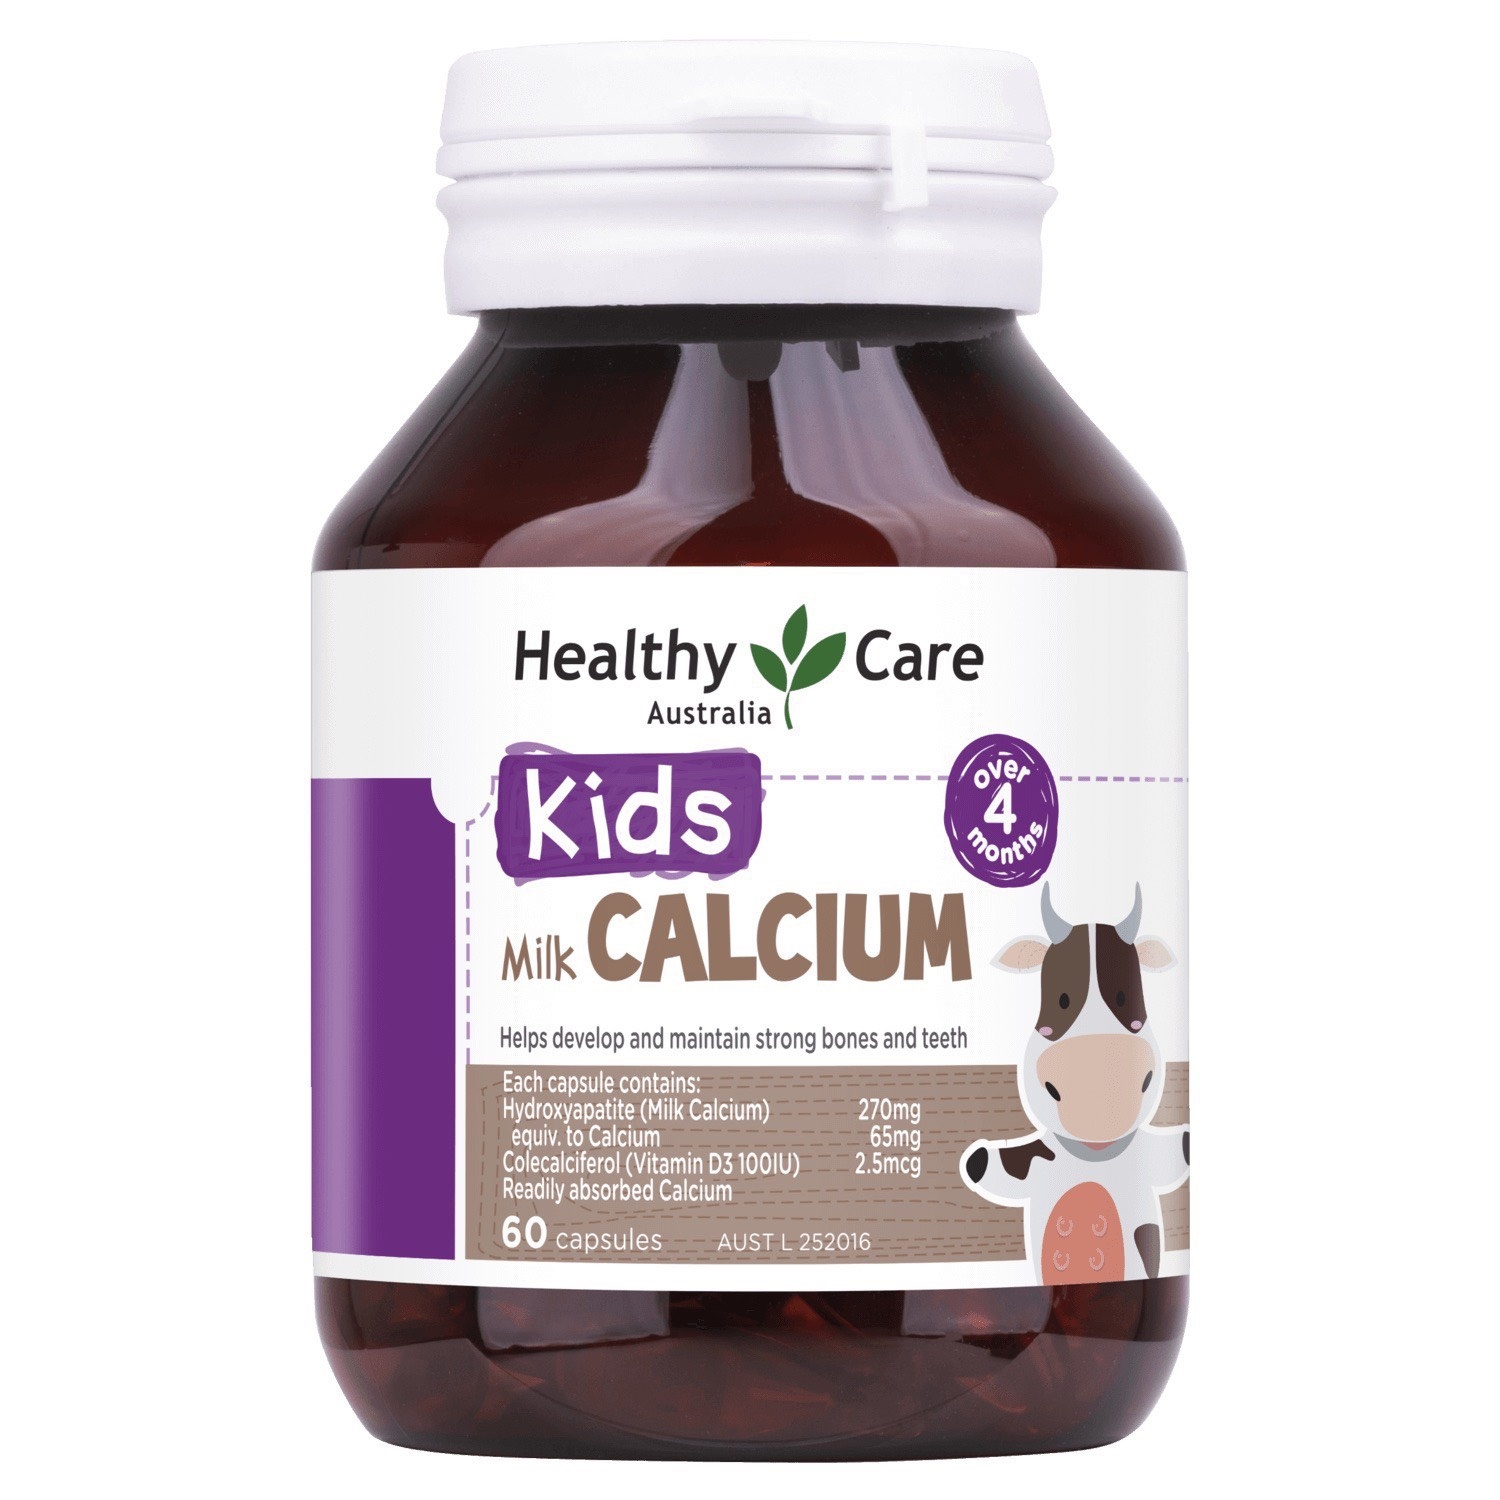 Healthy Care
Australia
Kids
over
4
months
Milk CALCIUM
Helps develop and maintain strong bones and teeth
Each capsule contains:
Hydroxyapatite (Milk Calcium) 270mg
equiv. to Calcium 65mg
Colecalciferol (Vitamin D3 100IU) 2.5mcg
Readily absorbed Calcium
60 capsules AUST L 252016